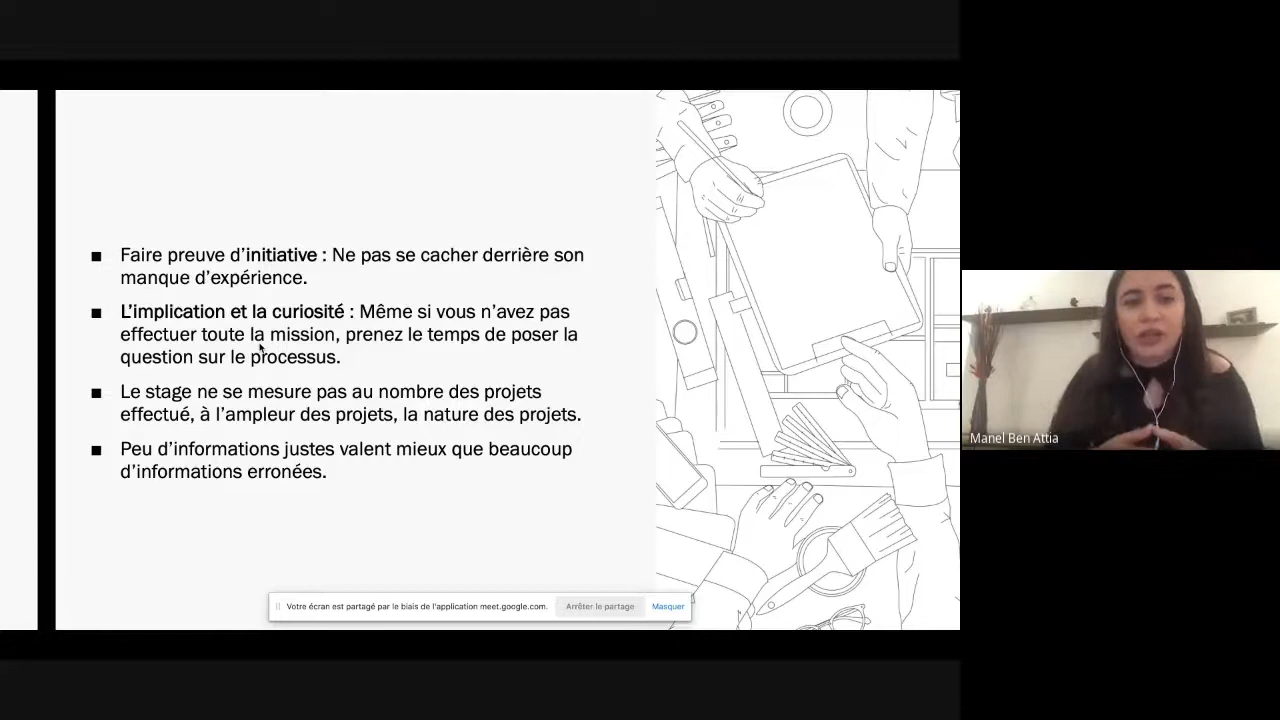 ■ Faire preuve d’initiative : Ne pas se cacher derrière son
manque d’expérience.
■ L’implication et la curiosité : Même si vous n’avez pas
effectuer toute la mission, prenez le temps de poser la
question sur le processus.
■ Le stage ne se mesure pas au nombre des projets
effectué, à l’ampleur des projets, la nature des projets.
■ Peu d’informations justes valent mieux que beaucoup
d’informations erronées.
Votre écran est partagé par le biais de l'application meet.google.com. Arrêter le partage Masquer
Manel Ben Attia